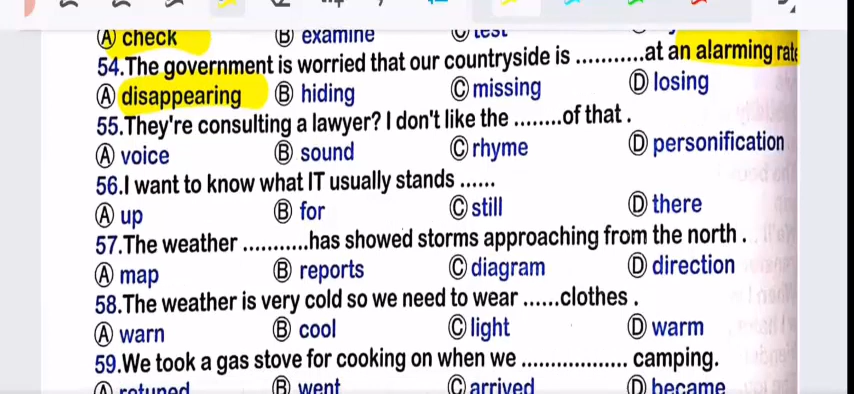 Ⓐ check Ⓑ examine Ⓒ test
54.The government is worried that our countryside is ...........at an alarming rate
Ⓐ disappearing Ⓑ hiding Ⓒ missing Ⓓ losing
55.They're consulting a lawyer? I don't like the ........of that .
Ⓐ voice Ⓑ sound Ⓒ rhyme Ⓓ personification
56.I want to know what IT usually stands ......
Ⓐ up Ⓑ for Ⓒ still Ⓓ there
57.The weather ...........has showed storms approaching from the north .
Ⓐ map Ⓑ reports Ⓒ diagram Ⓓ direction
58.The weather is very cold so we need to wear ......clothes .
Ⓐ warn Ⓑ cool Ⓒ light Ⓓ warm
59.We took a gas stove for cooking on when we .................. camping.
Ⓐ retuned Ⓑ went Ⓒ arrived Ⓓ became